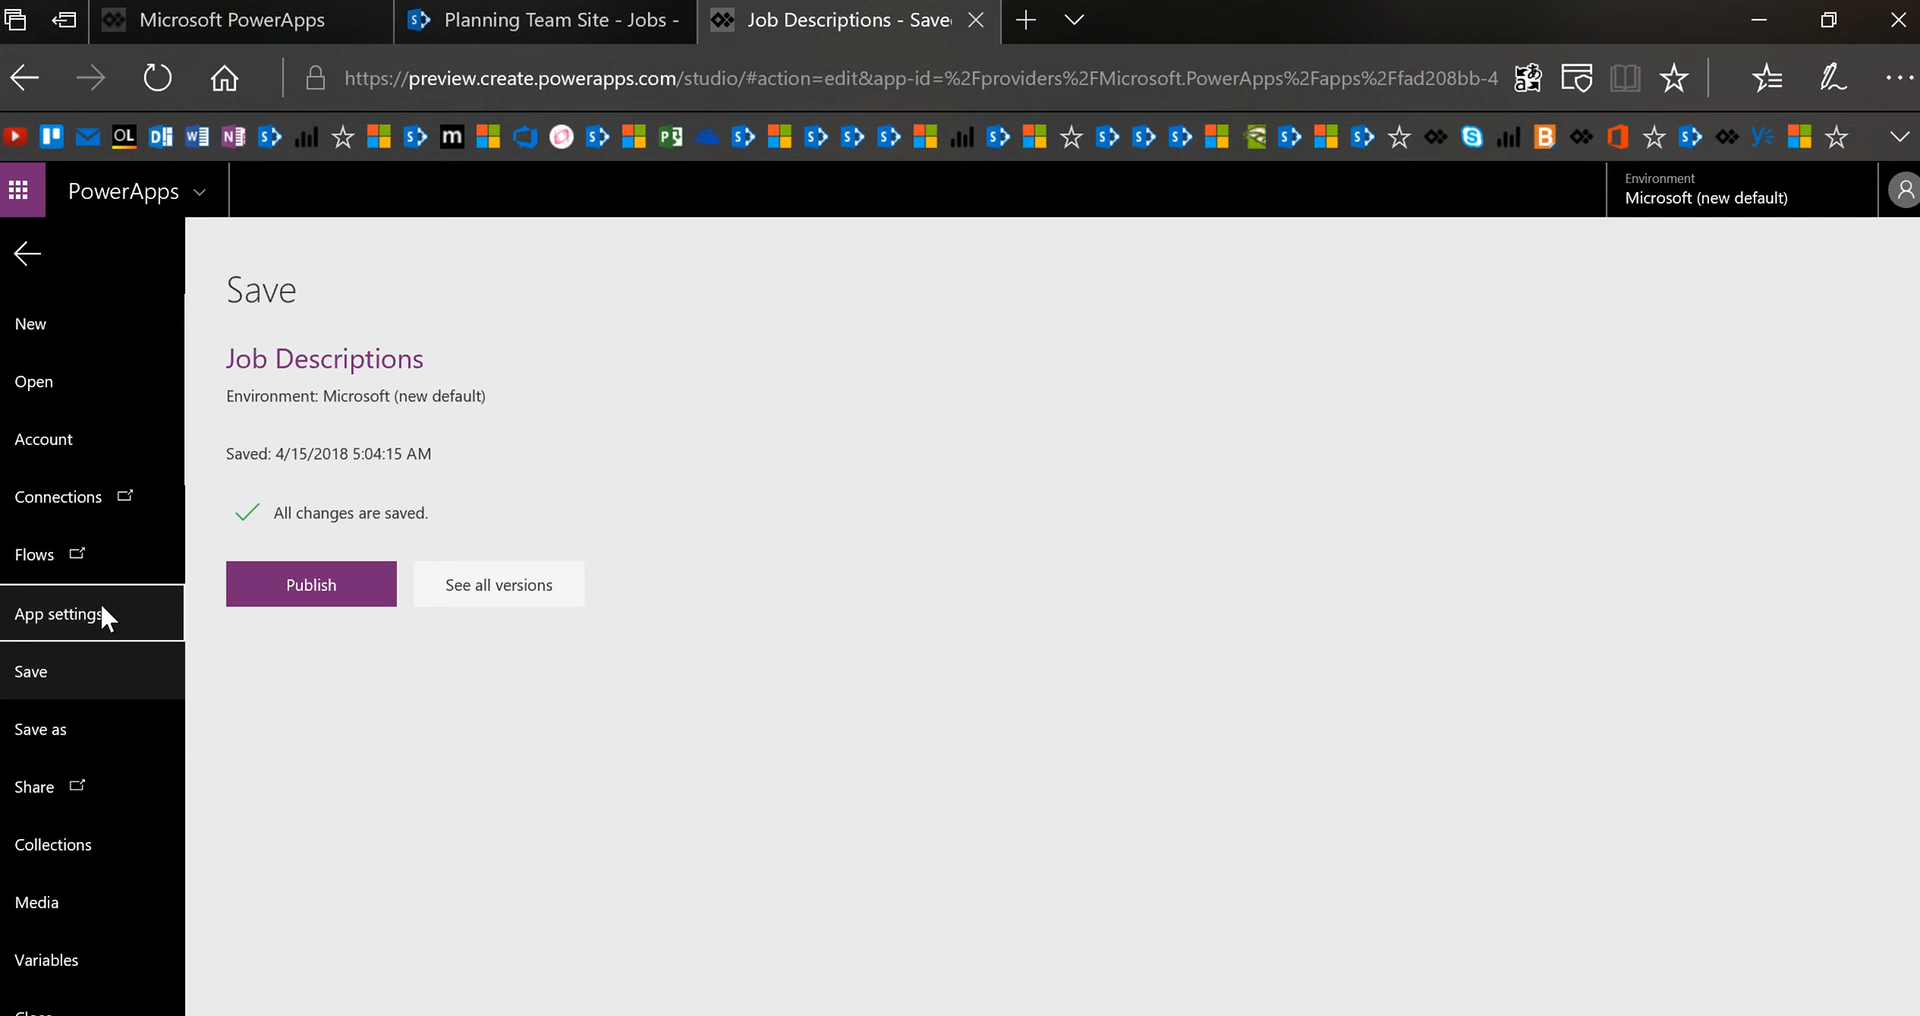 Microsoft PowerApps
Planning Team Site - Jobs -
Job Descriptions - Save
https://preview.create.powerapps.com/studio/#action=edit&app-id=%2Fproviders%2FMicrosoft.PowerApps%2Fapps%2Ffad208bb-4
PowerApps
Environment
Microsoft (new default)
Save
New
Job Descriptions
Open
Environment: Microsoft (new default)
Account
Saved: 4/15/2018 5:04:15 AM
Connections
All changes are saved.
Flows
Publish
See all versions
App settings
Save
Save as
Share
Collections
Media
Variables